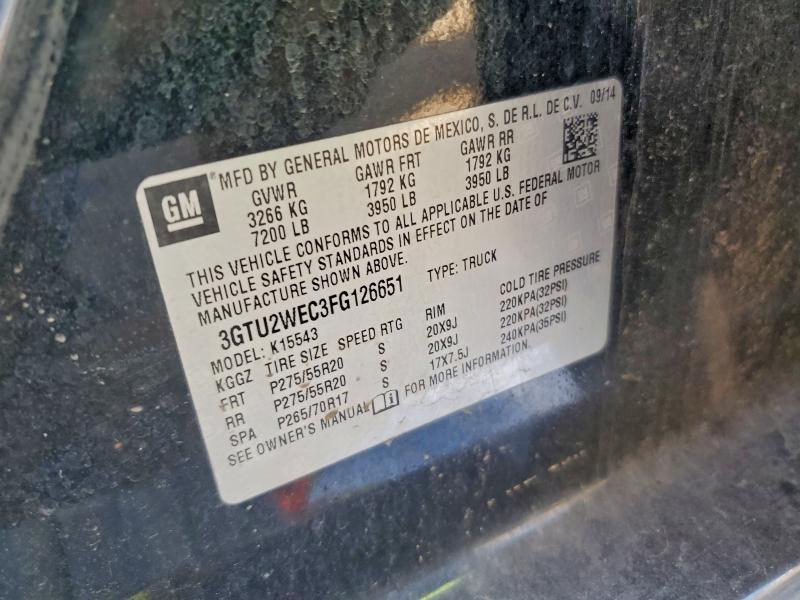 GM
® MFD BY GENERAL MOTORS DE MEXICO, S. DE R.L. DE C.V. 09/14
GVWR GAWR FRT GAWR RR
3266 KG 1792 KG 1792 KG
7200 LB 3950 LB 3950 LB
THIS VEHICLE CONFORMS TO ALL APPLICABLE U.S. FEDERAL MOTOR
VEHICLE SAFETY STANDARDS IN EFFECT ON THE DATE OF
MANUFACTURE SHOWN ABOVE.
3GTU2WEC3FG126651 TYPE: TRUCK
MODEL: K15543
KGGZ TIRE SIZE SPEED RTG RIM COLD TIRE PRESSURE
FRT P275/55R20 S 20X9J 220KPA(32PSI)
RR P275/55R20 S 20X9J 220KPA(32PSI)
SPA P265/70R17 S 17X7.5J 240KPA(35PSI)
SEE OWNER'S MANUAL i FOR MORE INFORMATION.